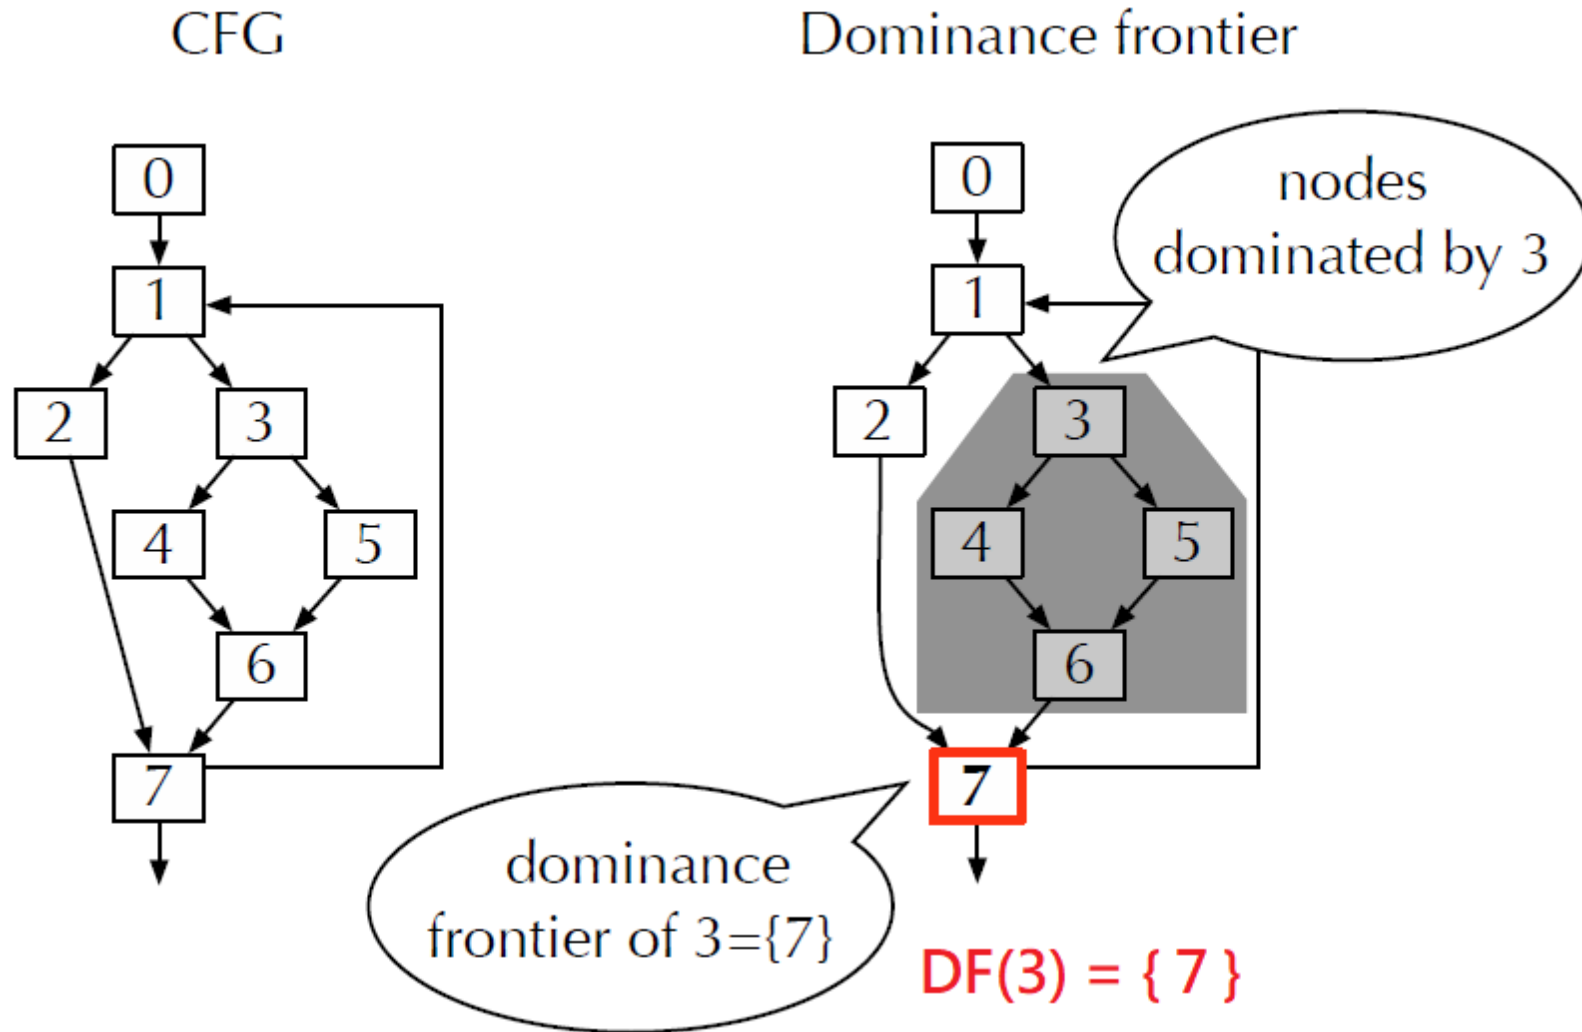 CFG
Dominance frontier
0
1
2
3
4
5
6
7
0
1
2
3
4
5
6
7
nodes
dominated by 3
dominance
frontier of 3={7}
DF(3) = { 7 }